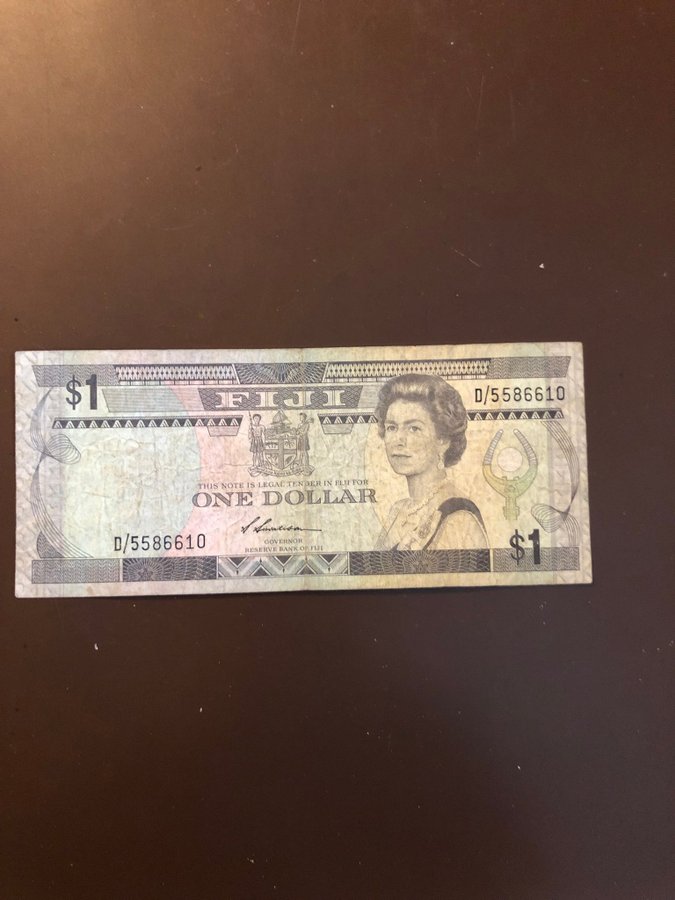 $1
FIJI
D/5586610
THIS NOTE IS LEGAL TENDER IN FIJI FOR
ONE DOLLAR
D/5586610
GOVERNOR
RESERVE BANK OF FIJI
$1